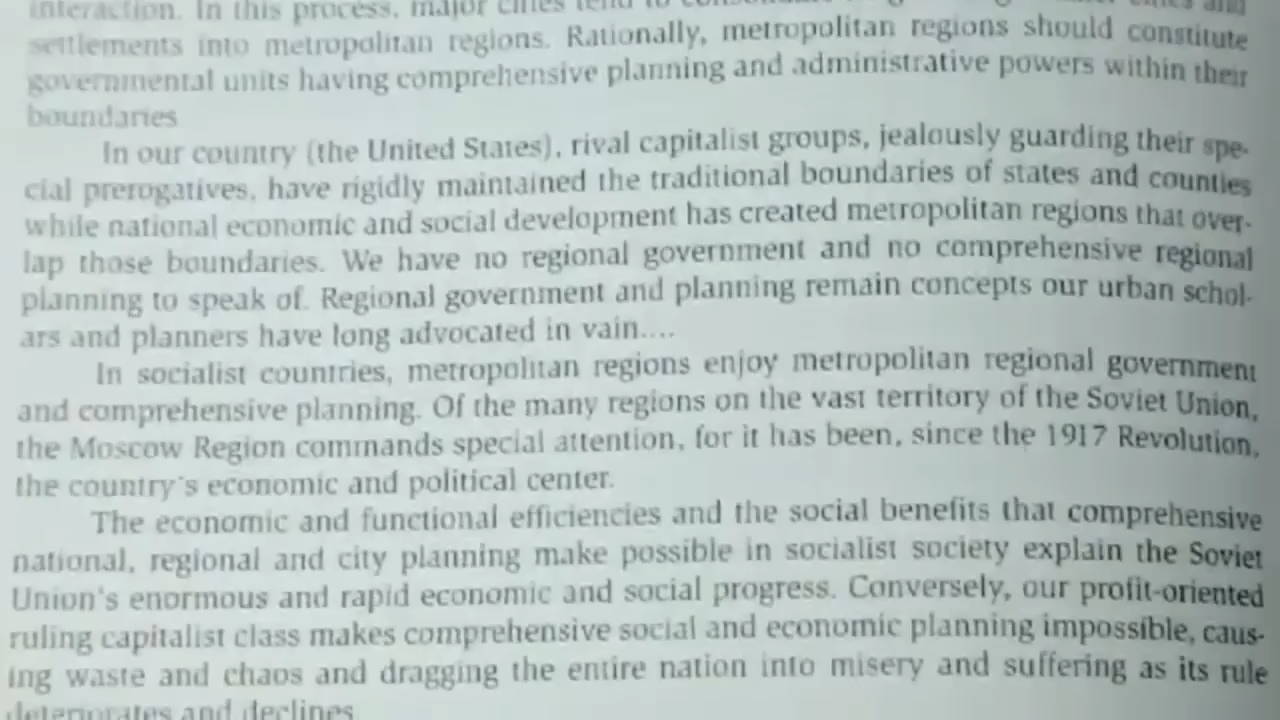 interaction. In this process, major cities tend to
settlements into metropolitan regions. Rationally, metropolitan regions should constitute
governmental units having comprehensive planning and administrative powers within their
boundaries
In our country (the United States), rival capitalist groups, jealously guarding their spe-
cial prerogatives, have rigidly maintained the traditional boundaries of states and counties
while national economic and social development has created metropolitan regions that over-
lap those boundaries. We have no regional government and no comprehensive regional
planning to speak of. Regional government and planning remain concepts our urban schol-
ars and planners have long advocated in vain....
In socialist countries, metropolitan regions enjoy metropolitan regional government
and comprehensive planning. Of the many regions on the vast territory of the Soviet Union,
the Moscow Region commands special attention, for it has been, since the 1917 Revolution,
the country's economic and political center.
The economic and functional efficiencies and the social benefits that comprehensive
national, regional and city planning make possible in socialist society explain the Soviet
Union's enormous and rapid economic and social progress. Conversely, our profit-oriented
ruling capitalist class makes comprehensive social and economic planning impossible, caus-
ing waste and chaos and dragging the entire nation into misery and suffering as its rule
deteriorates and declines